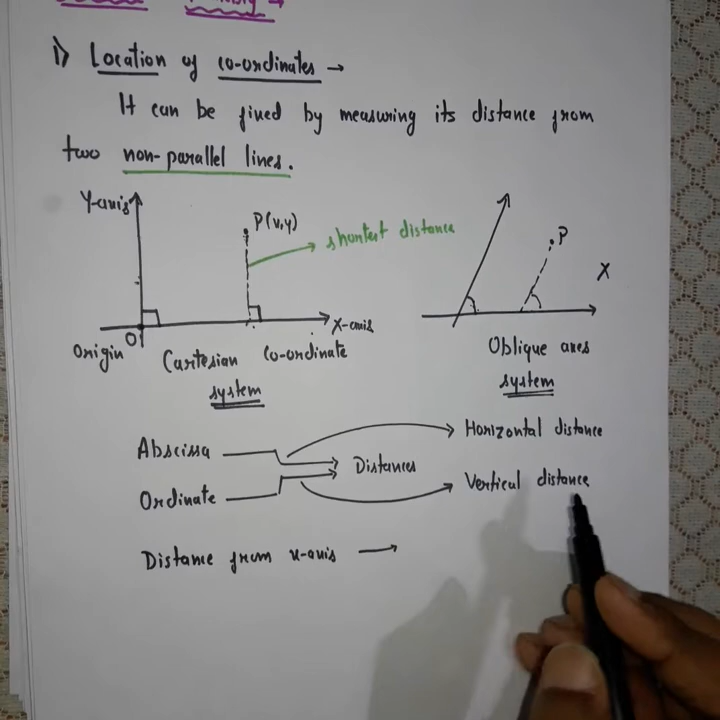 i) Location of co-ordinates →
It can be fixed by measuring its distance from
two non-parallel lines.
Y-axis
P(x,y)
shortest distance
P
X
X-axis
O
Origin
Cartesian Co-ordinate
system
Oblique axes
system
Abscissa
Ordinate
Distances
Horizontal distance
Vertical distance
Distance from x-axis →